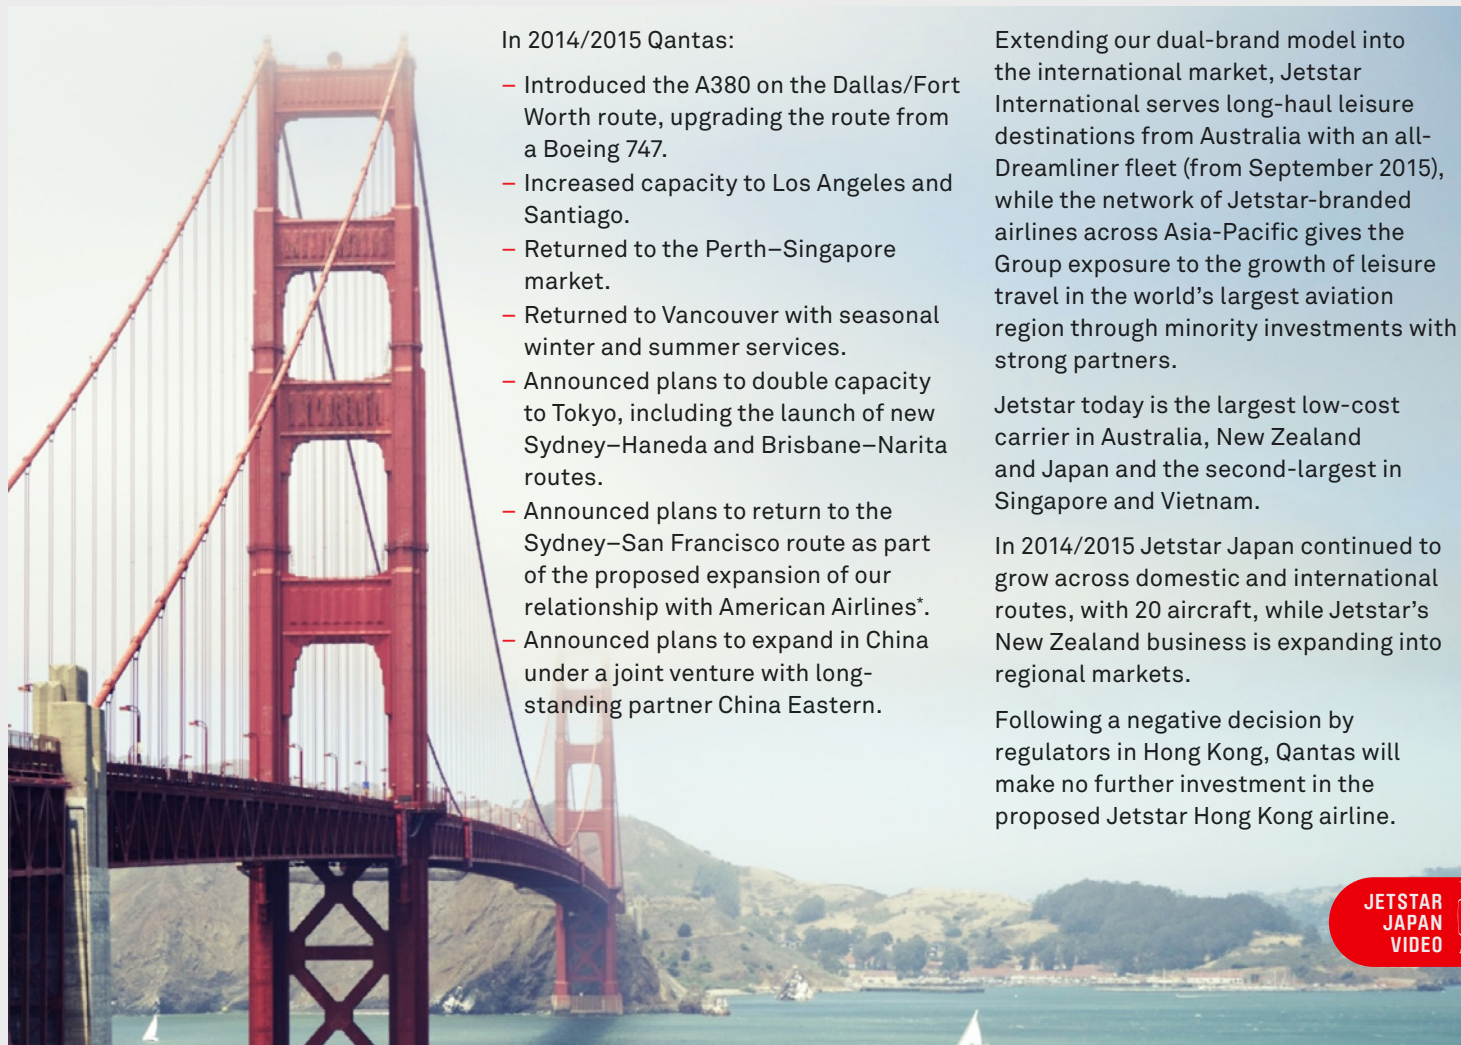 In 2014/2015 Qantas:
– Introduced the A380 on the Dallas/Fort
Worth route, upgrading the route from
a Boeing 747.
– Increased capacity to Los Angeles and
Santiago.
– Returned to the Perth–Singapore
market.
– Returned to Vancouver with seasonal
winter and summer services.
– Announced plans to double capacity
to Tokyo, including the launch of new
Sydney–Haneda and Brisbane–Narita
routes.
– Announced plans to return to the
Sydney–San Francisco route as part
of the proposed expansion of our
relationship with American Airlines*.
– Announced plans to expand in China
under a joint venture with long-
standing partner China Eastern.
Extending our dual-brand model into
the international market, Jetstar
International serves long-haul leisure
destinations from Australia with an all-
Dreamliner fleet (from September 2015),
while the network of Jetstar-branded
airlines across Asia-Pacific gives the
Group exposure to the growth of leisure
travel in the world's largest aviation
region through minority investments with
strong partners.
Jetstar today is the largest low-cost
carrier in Australia, New Zealand
and Japan and the second-largest in
Singapore and Vietnam.
In 2014/2015 Jetstar Japan continued to
grow across domestic and international
routes, with 20 aircraft, while Jetstar's
New Zealand business is expanding into
regional markets.
Following a negative decision by
regulators in Hong Kong, Qantas will
make no further investment in the
proposed Jetstar Hong Kong airline.
JETSTAR
JAPAN
VIDEO